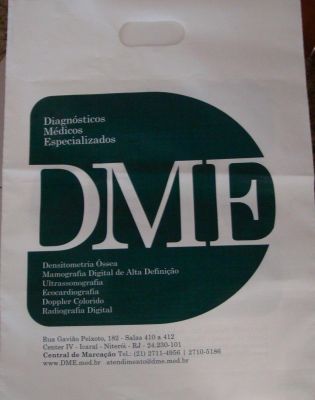 Diagnósticos
Médicos
Especializados
DME
Densitometria Óssea
Mamografia Digital de Alta Definição
Ultrassonografia
Ecocardiografia
Doppler Colorido
Radiografia Digital
Rua Gavião Peixoto, 182 - Salas 410 a 412
Center IV - Icaraí - Niterói - RJ - 24.230-101
Central de Marcação Tel.: (21) 2711-4956 | 2710-5186
www.DME.med.br atendimento@dme.med.br